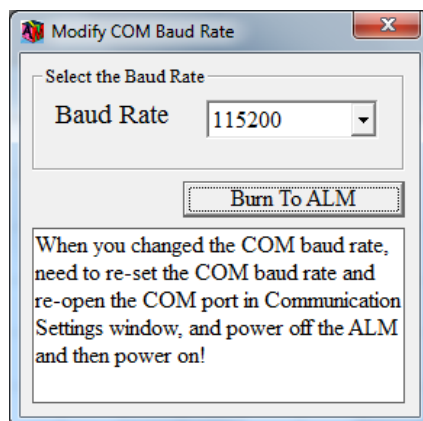 Modify COM Baud Rate
Select the Baud Rate
Baud Rate 115200
Burn To ALM
When you changed the COM baud rate,
need to re-set the COM baud rate and
re-open the COM port in Communication
Settings window, and power off the ALM
and then power on!